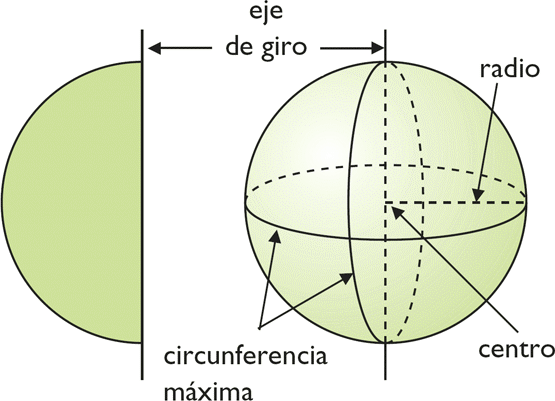 eje
de giro
radio
centro
circunferencia
máxima